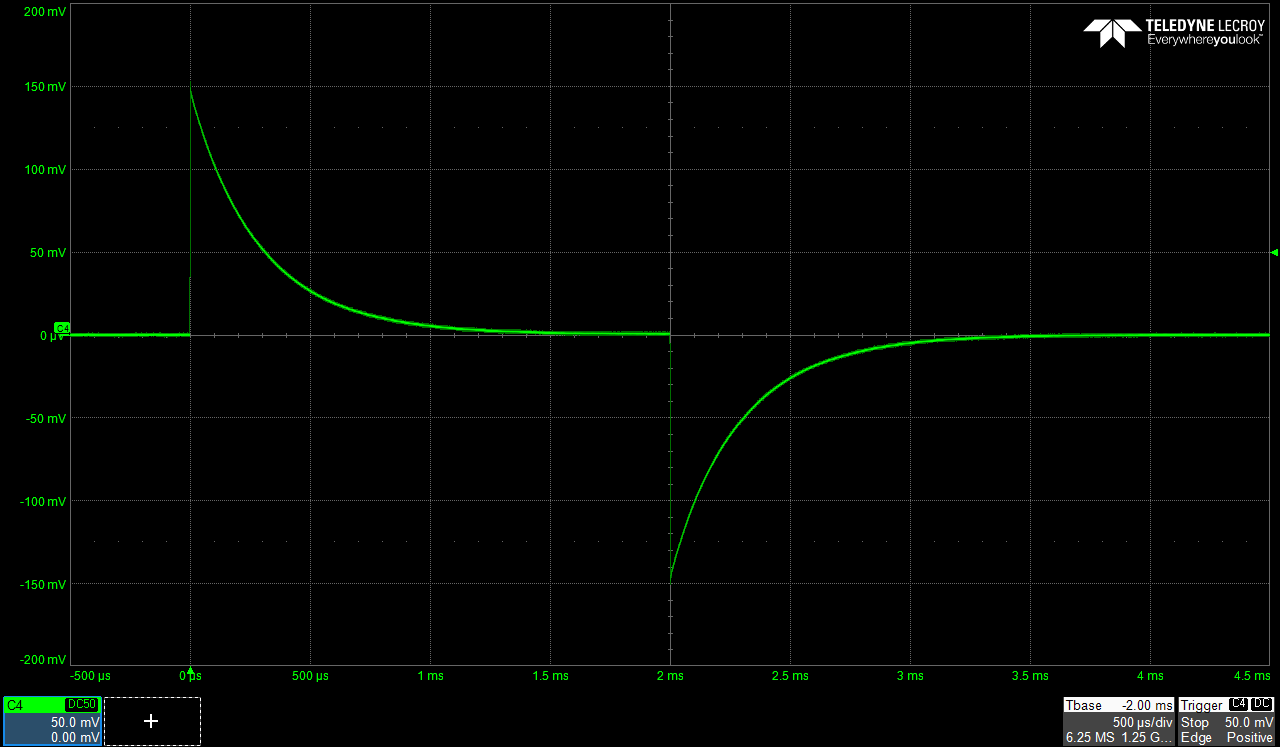 200 mV
TELEDYNE LECROY
Everywhereyoulook™
150 mV
100 mV
50 mV
C4
0 µV
-50 mV
-100 mV
-150 mV
-200 mV
-500 µs 0 µs 500 µs 1 ms 1.5 ms 2 ms 2.5 ms 3 ms 3.5 ms 4 ms 4.5 ms
C4 DC50
50.0 mV
0.00 mV
+
Tbase -2.00 ms
500 µs/div
6.25 MS 1.25 G...
Trigger C4 DC
Stop 50.0 mV
Edge Positive